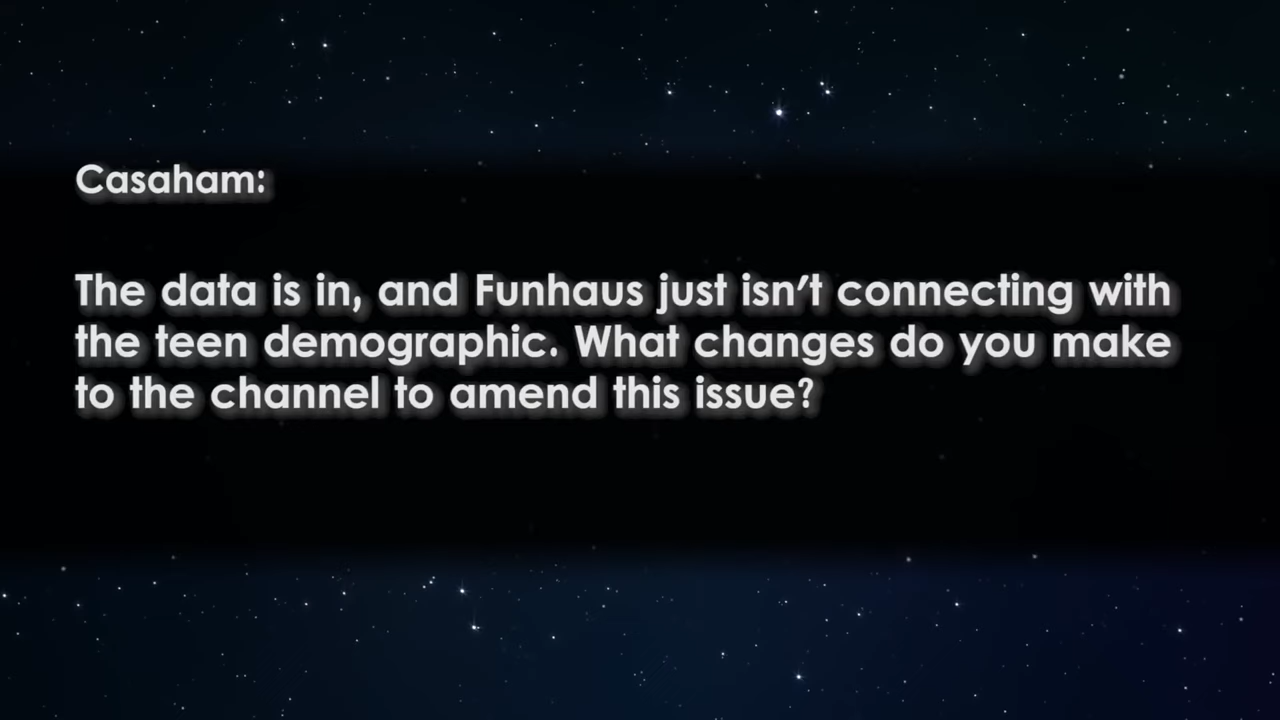 Casaham:
The data is in, and Funhaus just isn't connecting with
the teen demographic. What changes do you make
to the channel to amend this issue?